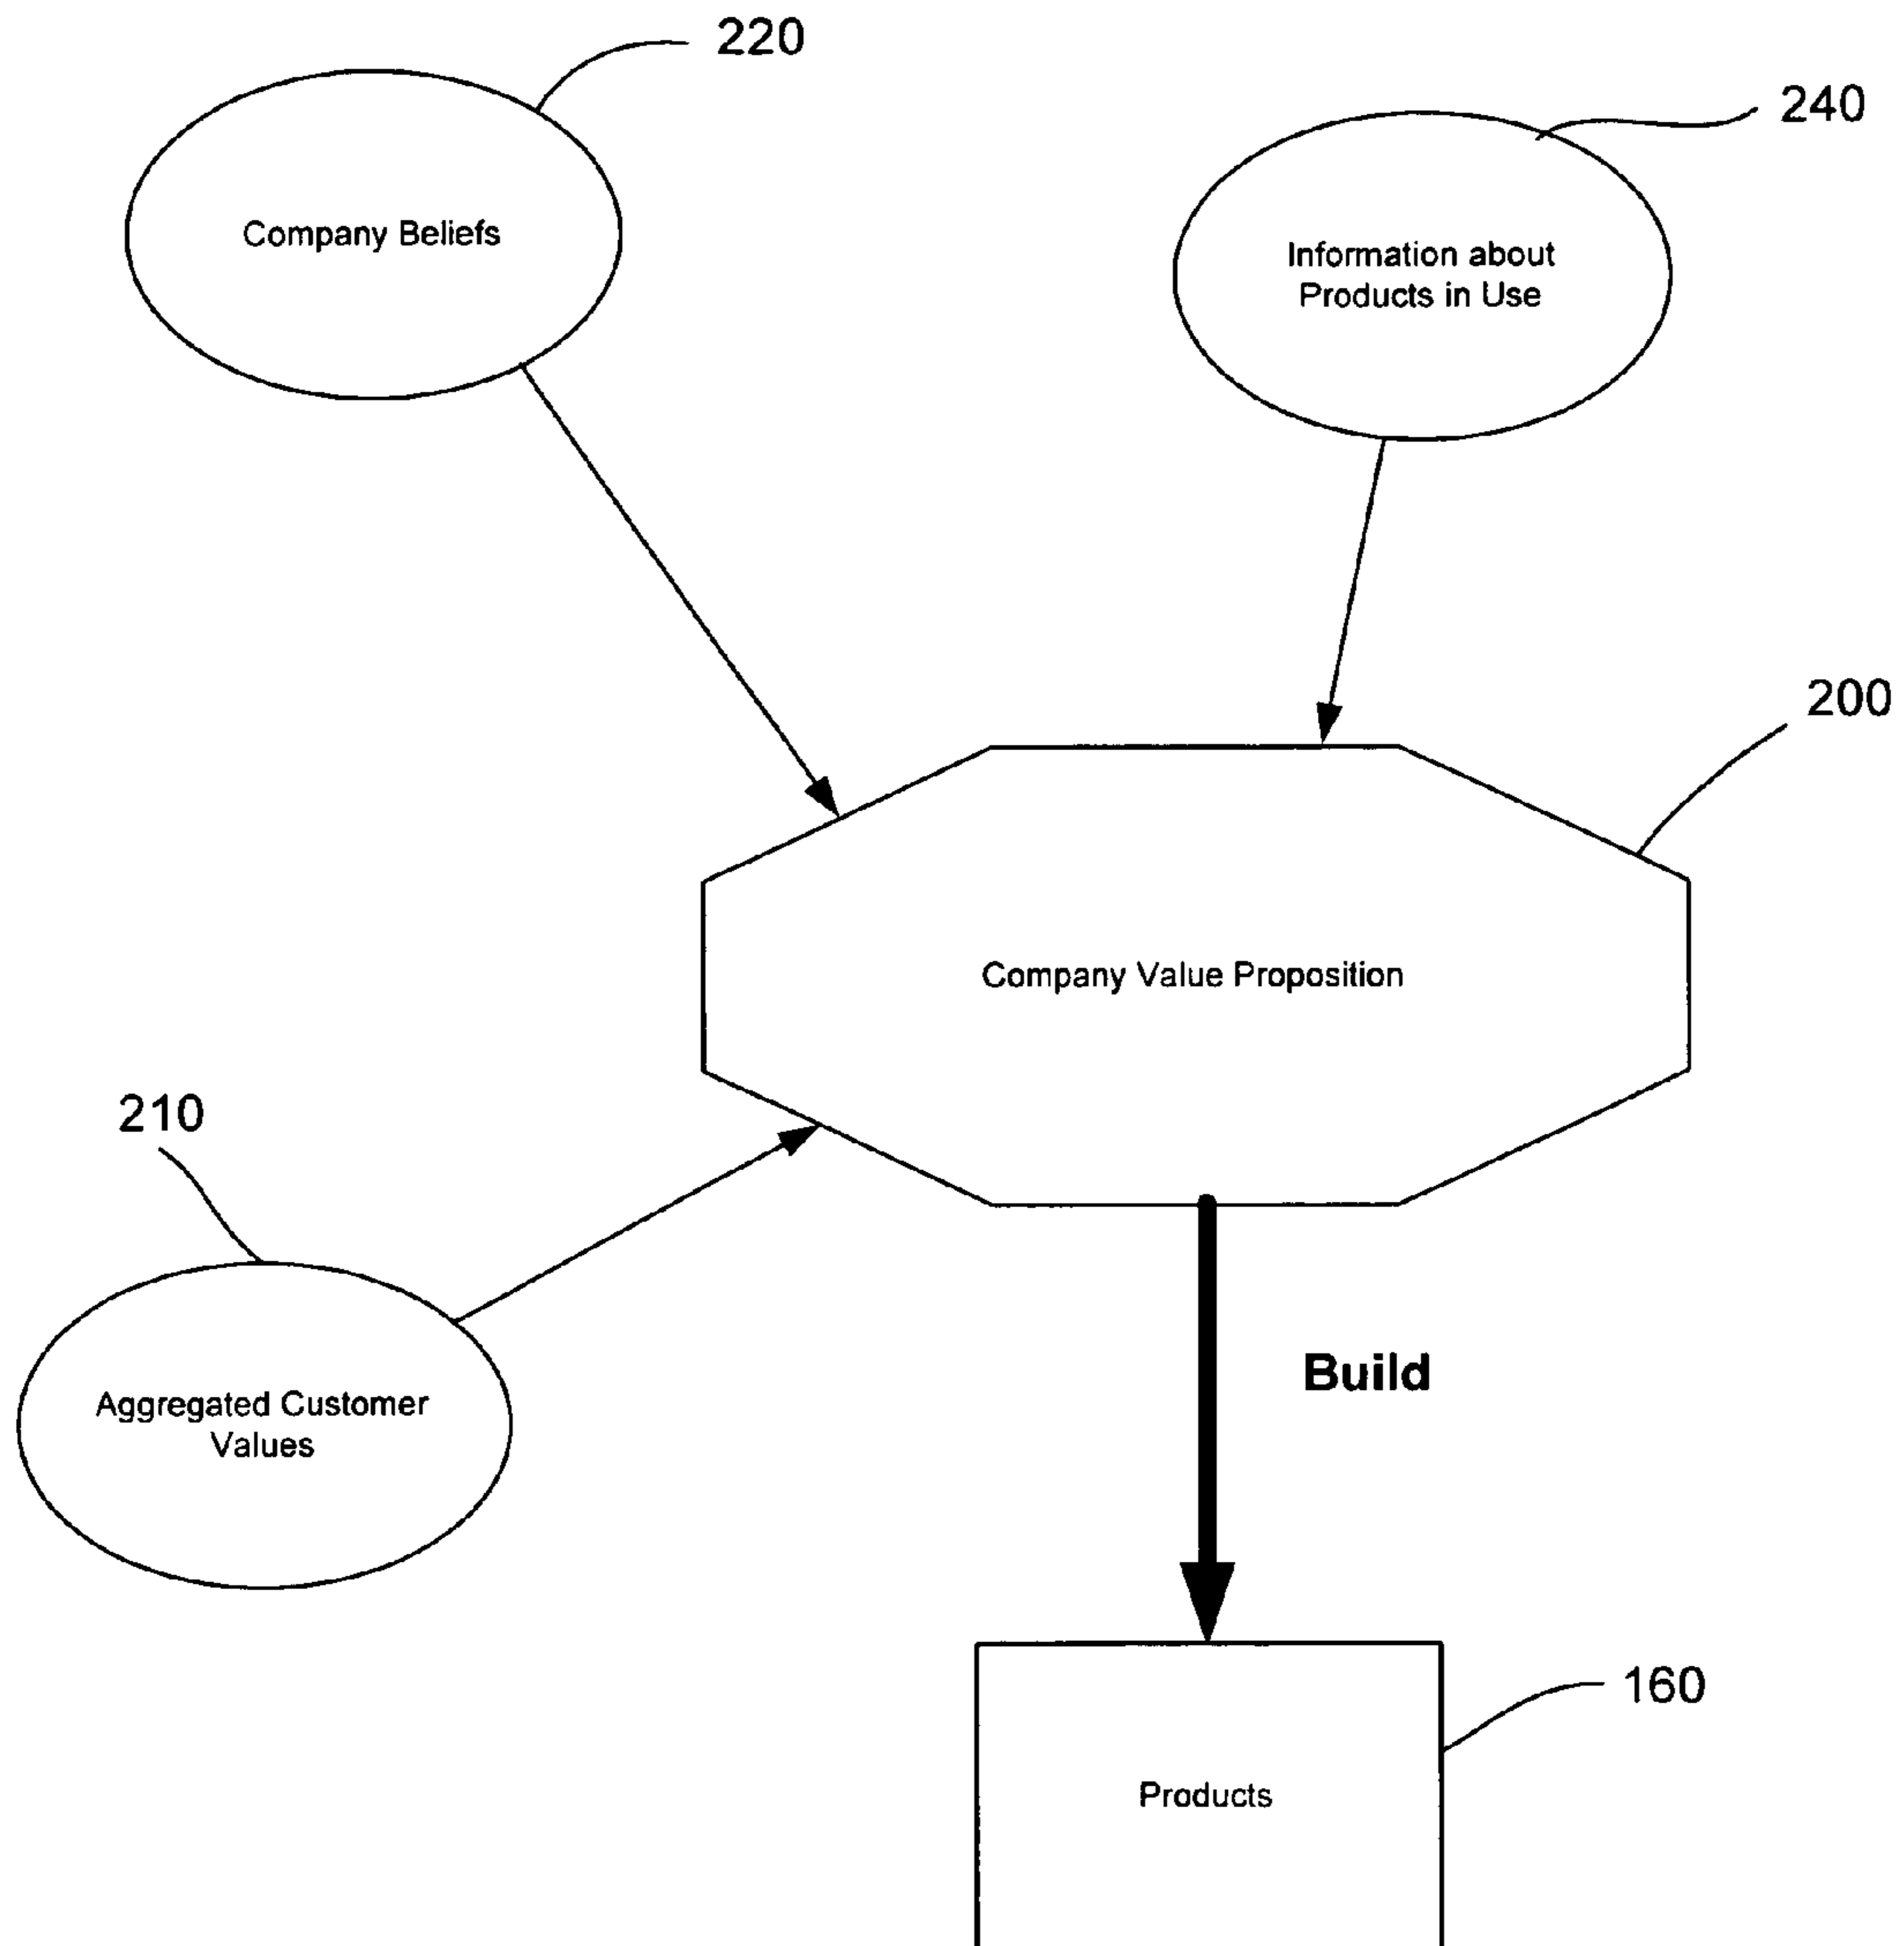 220
240
Company Beliefs
Information about
Products in Use
200
Company Value Proposition
210
Build
Aggregated Customer
Values
160
Products